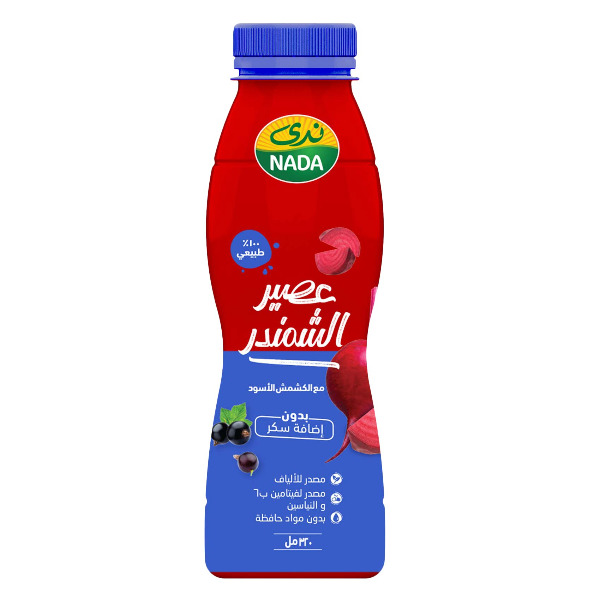 ندى
NADA
١٠٠٪
طبيعي
عصير
الشمندر
مع الكشمش الأسود
بدون
إضافة سكر
مصدر للألياف
مصدر لفيتامين ب٦
و النياسين
بدون مواد حافظة
٣٢٠ مل